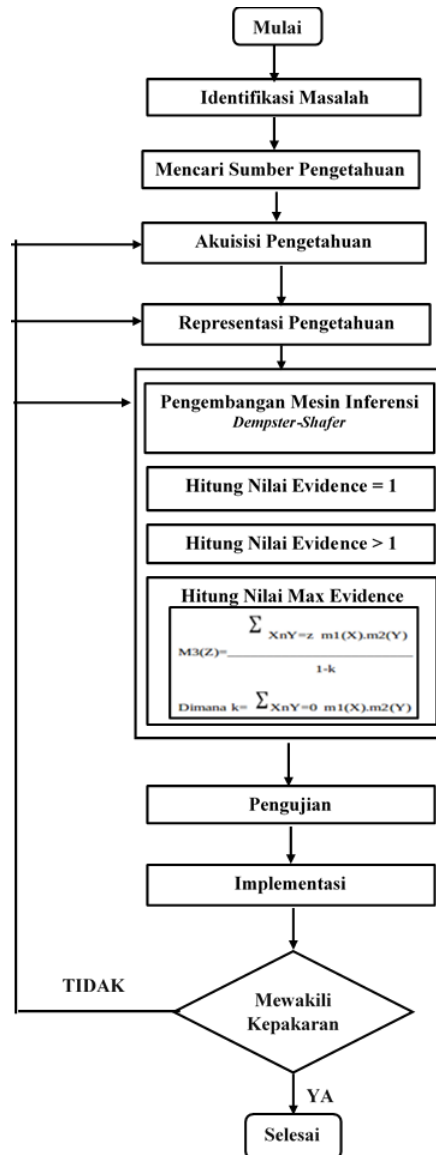 Mulai
Identifikasi Masalah
Mencari Sumber Pengetahuan
Akuisisi Pengetahuan
Representasi Pengetahuan
Pengembangan Mesin Inferensi
Dempster-Shafer
Hitung Nilai Evidence = 1
Hitung Nilai Evidence > 1
Hitung Nilai Max Evidence
∑ XnY=z m1(X).m2(Y)
M3(Z)=
1-k
Dimana k= ∑ XnY=0 m1(X).m2(Y)
Pengujian
Implementasi
TIDAK
Mewakili
Kepakaran
YA
Selesai